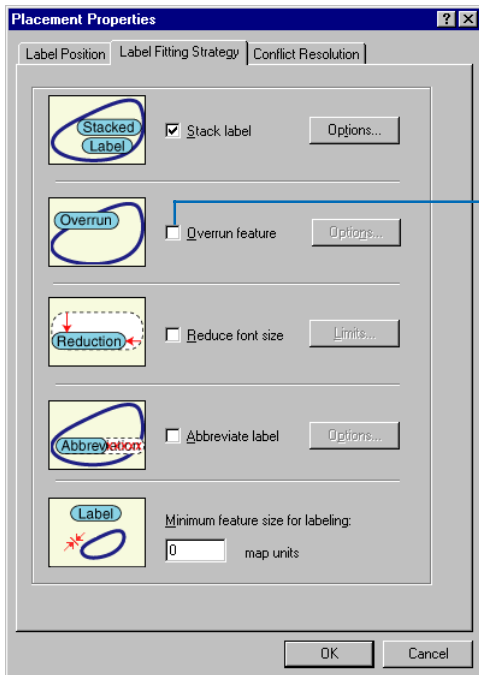 Placement Properties
Label Position Label Fitting Strategy Conflict Resolution
Stacked
Label
Stack label Options...
Overrun
Overrun feature Options...
Reduction
Reduce font size Limits...
Abbreviation
Abbreviate label Options...
Label
Minimum feature size for labeling:
0 map units
OK Cancel